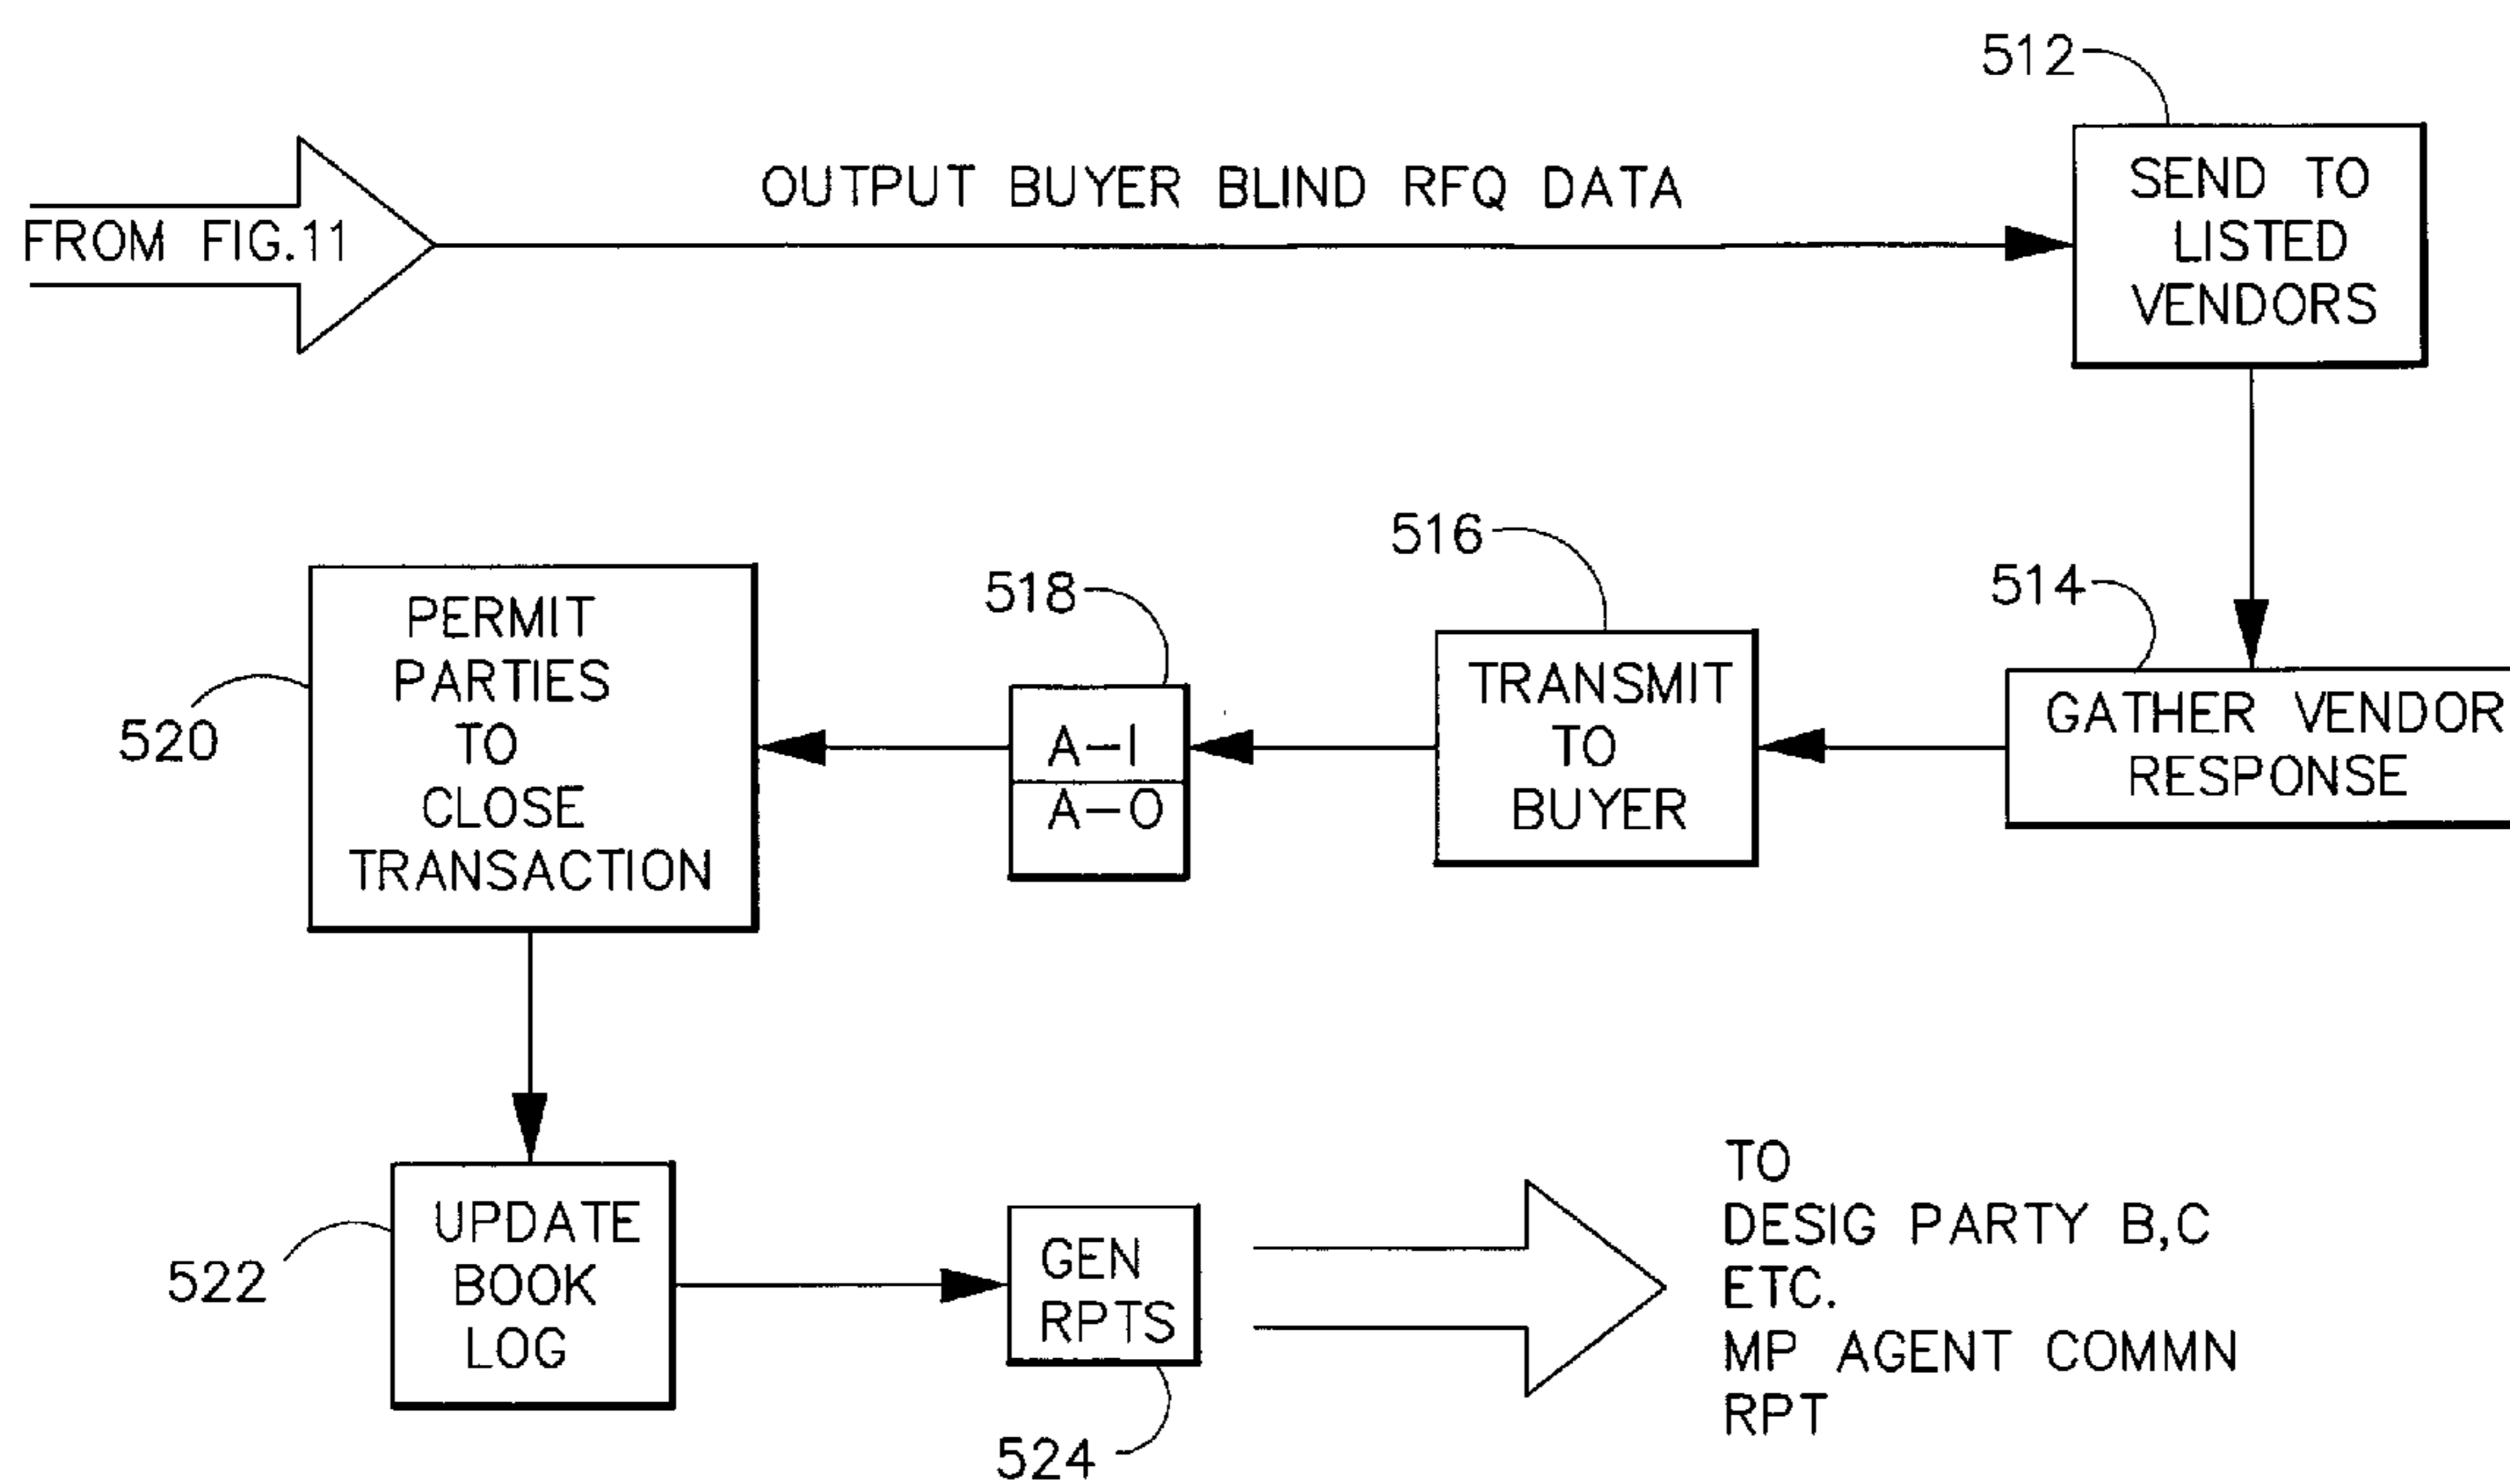 512
OUTPUT BUYER BLIND RFQ DATA
FROM FIG.11
SEND TO
LISTED
VENDORS
514
GATHER VENDOR
RESPONSE
516
TRANSMIT
TO
BUYER
518
A-I
A-O
520
PERMIT
PARTIES
TO
CLOSE
TRANSACTION
522
UPDATE
BOOK
LOG
GEN
RPTS
524
TO
DESIG PARTY B,C
ETC.
MP AGENT COMMN
RPT